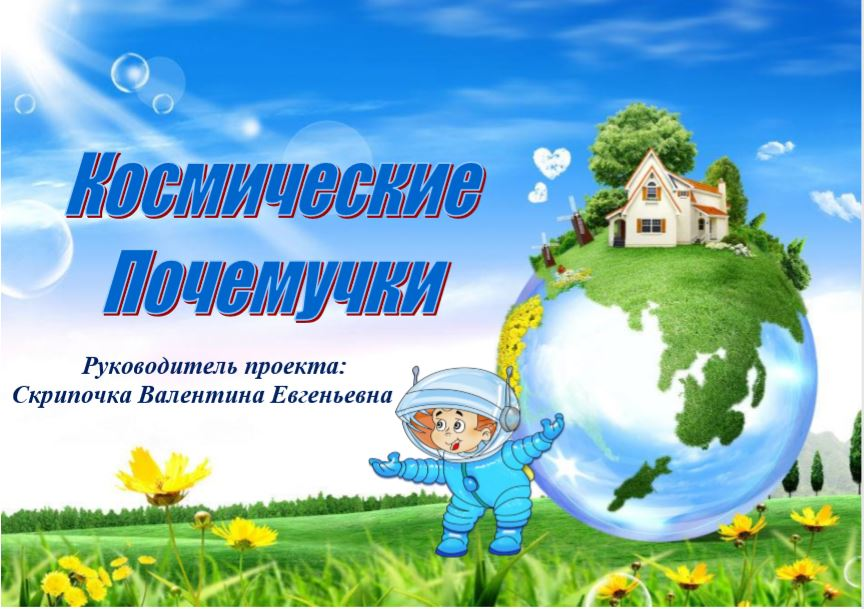 Космические
Почемучки
Руководитель проекта:
Скрипочка Валентина Евгеньевна